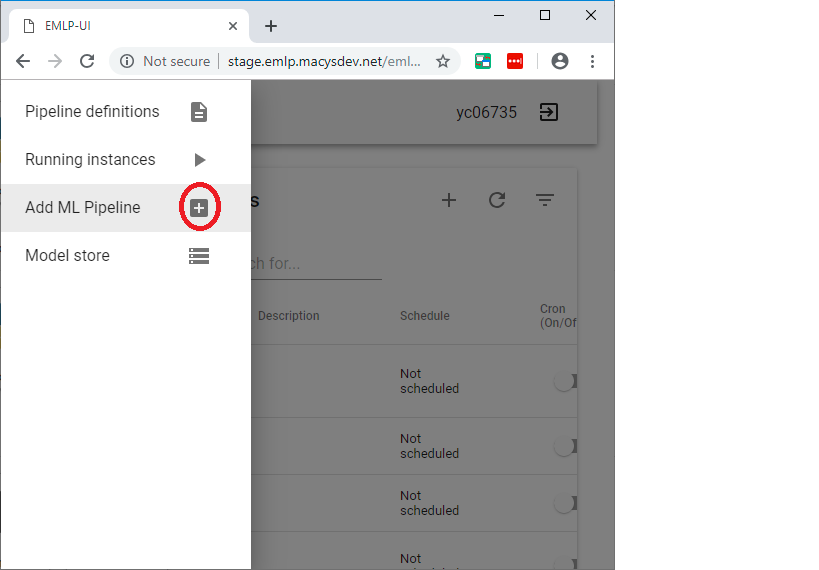 EMLP-UI
Not secure
stage.emlp.macysdev.net/eml...
Pipeline definitions
yc06735
Running instances
Add ML Pipeline
s
Model store
ch for...
Description
Schedule
Cron
(On/Of
Not
scheduled
Not
scheduled
Not
scheduled
Not